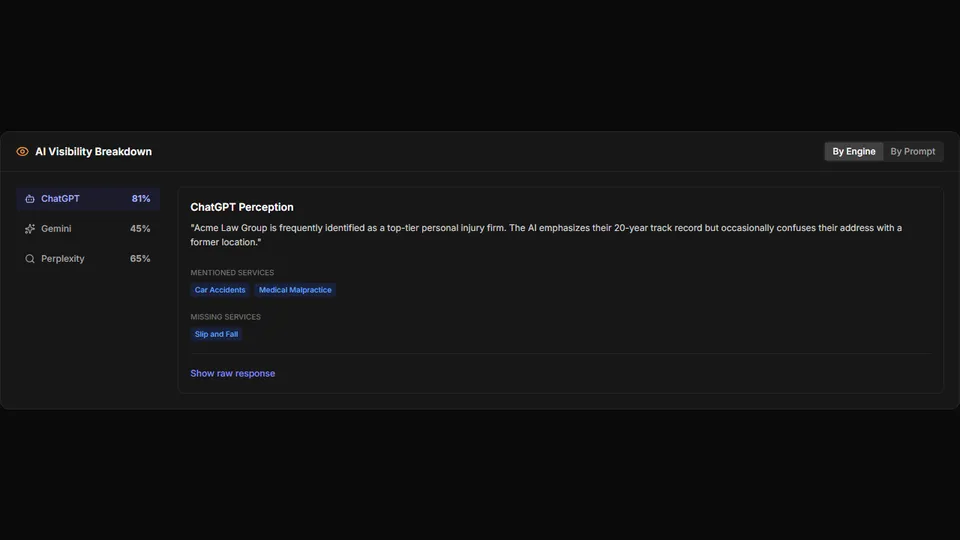 AI Visibility Breakdown
By Engine
By Prompt
ChatGPT 81%
Gemini 45%
Perplexity 65%
ChatGPT Perception
"Acme Law Group is frequently identified as a top-tier personal injury firm. The AI emphasizes their 20-year track record but occasionally confuses their address with a
former location."
MENTIONED SERVICES
Car Accidents
Medical Malpractice
MISSING SERVICES
Slip and Fall
Show raw response